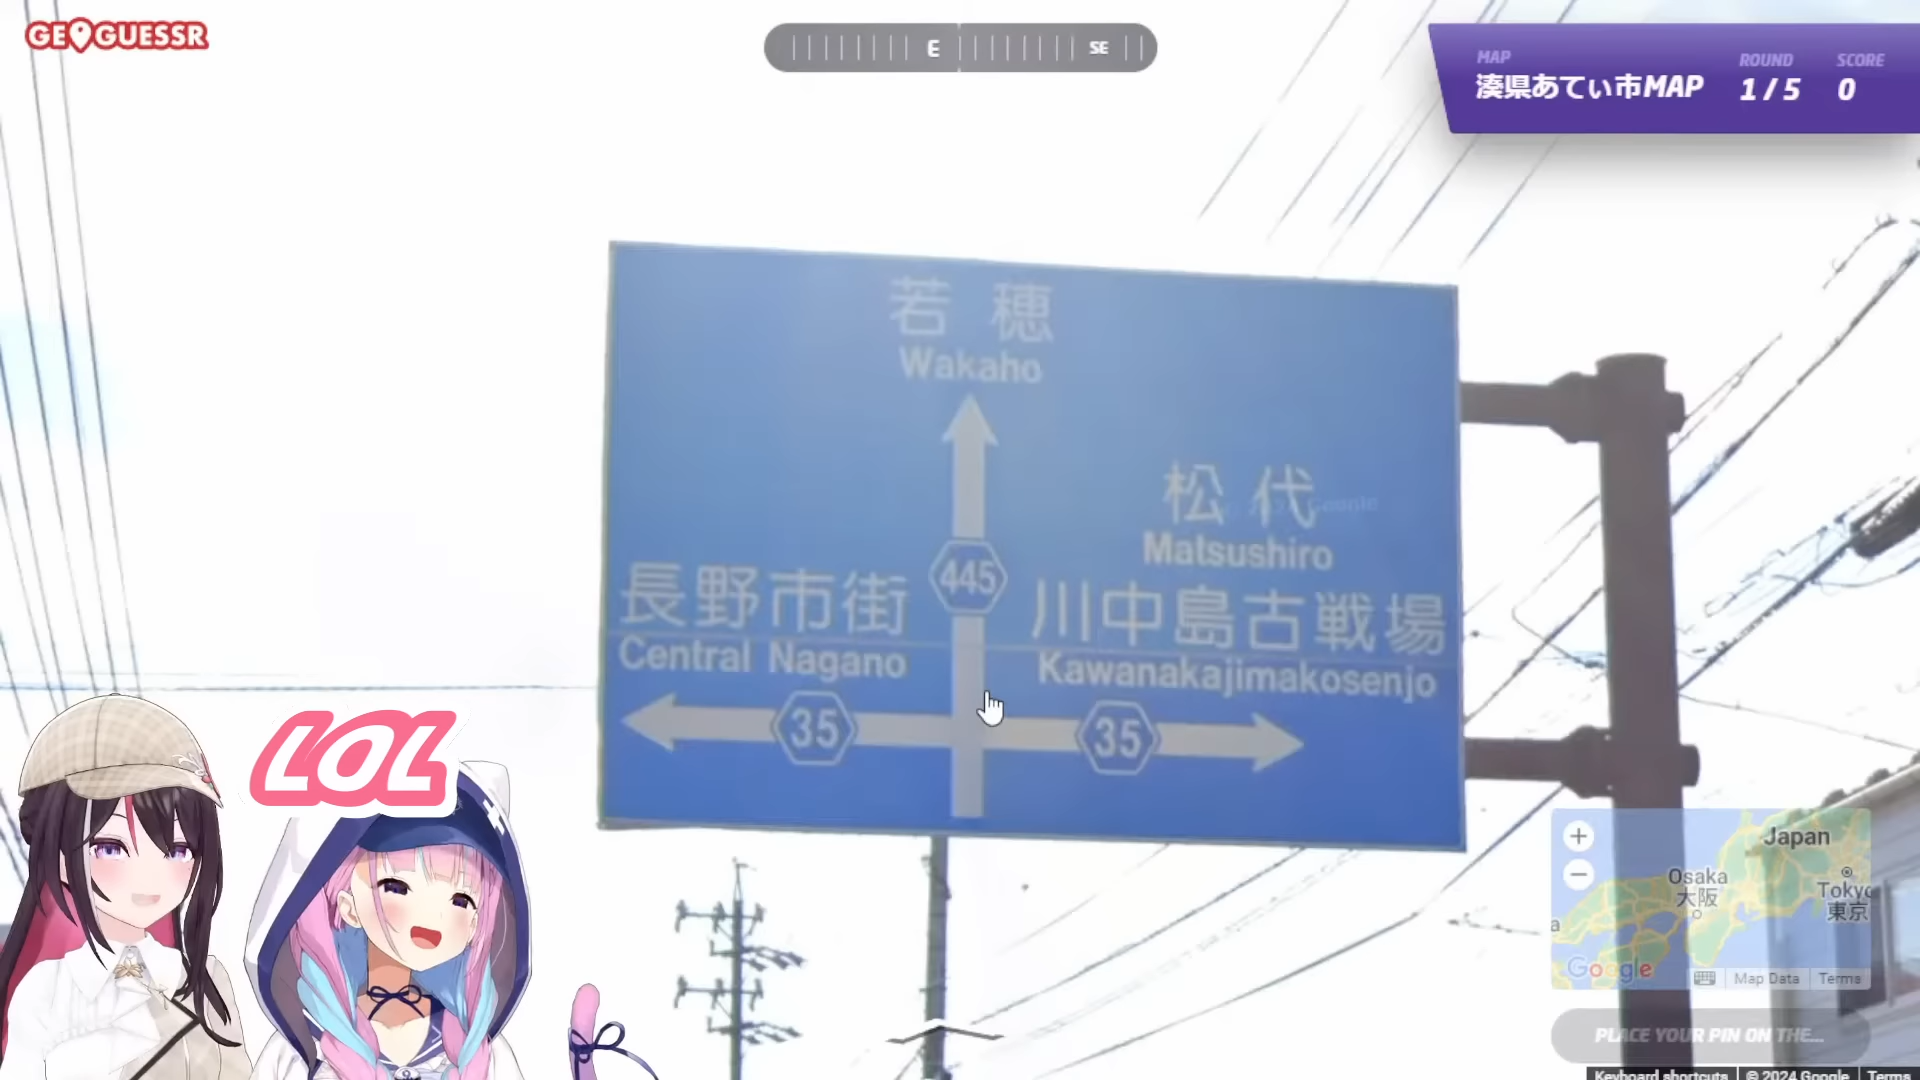 GEOGUESSR
E
SE
MAP
湊県あてぃ市MAP
ROUND
1 / 5
SCORE
0
若穂
Wakaho
松代
Matsushiro
445
長野市街
Central Nagano
川中島古戦場
Kawanakajimakosenjo
35
35
LOL
Japan
Osaka
大阪
Tokyo
東京
Google
Map Data
Terms
PLACE YOUR PIN ON THE...
Keyboard shortcuts
© 2024 Google
Terms